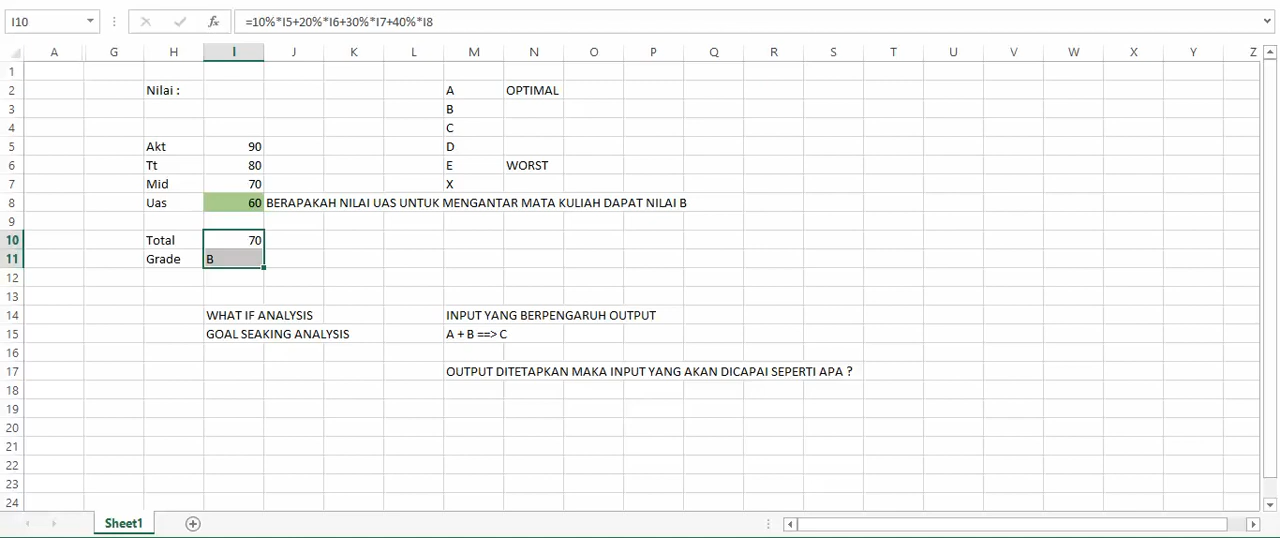 I10 =10%*I5+20%*I6+30%*I7+40%*I8
A G H I J K L M N O P Q R S T U V W X Y Z
1
2 Nilai : A OPTIMAL
3 B
4 C
5 Akt 90 D
6 Tt 80 E WORST
7 Mid 70 X
8 Uas 60 BERAPAKAH NILAI UAS UNTUK MENGANTAR MATA KULIAH DAPAT NILAI B
9
10 Total 70
11 Grade B
12
13
14 WHAT IF ANALYSIS INPUT YANG BERPENGARUH OUTPUT
15 GOAL SEAKING ANALYSIS A + B ==> C
16
17 OUTPUT DITETAPKAN MAKA INPUT YANG AKAN DICAPAI SEPERTI APA ?
18
19
20
21
22
23
24
Sheet1